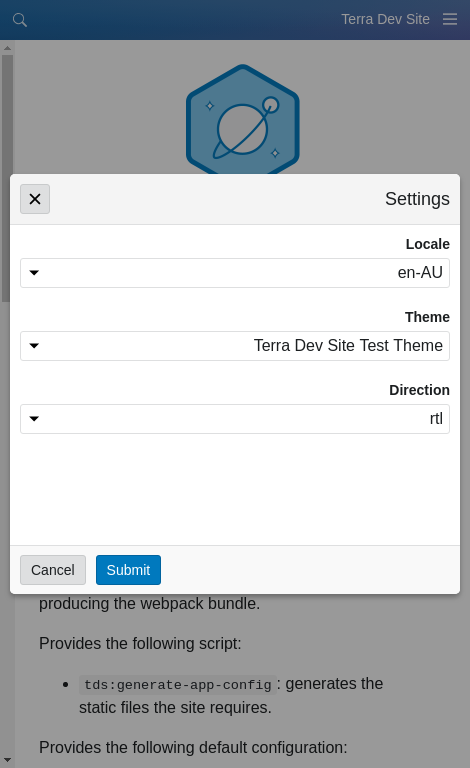 Terra Dev Site
Settings
Locale
en-AU
Theme
Terra Dev Site Test Theme
Direction
rtl
Cancel
Submit
producing the webpack bundle.
Provides the following script:
tds:generate-app-config: generates the
static files the site requires.
Provides the following default configuration: